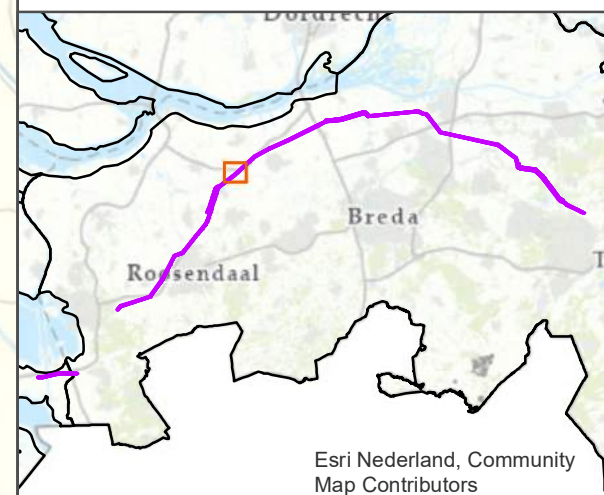 Dordrecht
Breda
Roosendaal
T
Esri Nederland, Community
Map Contributors